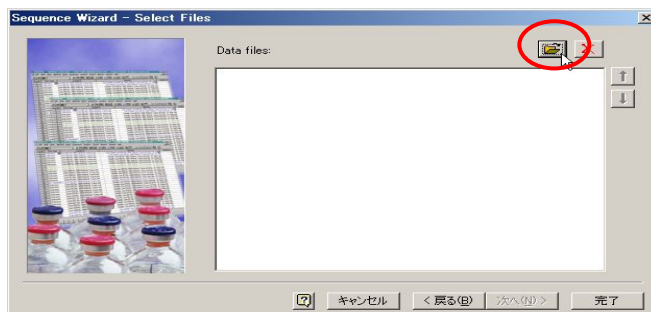 Sequence Wizard - Select Files
Data files:
キャンセル
< 戻る(B)
次へ(N) >
完了